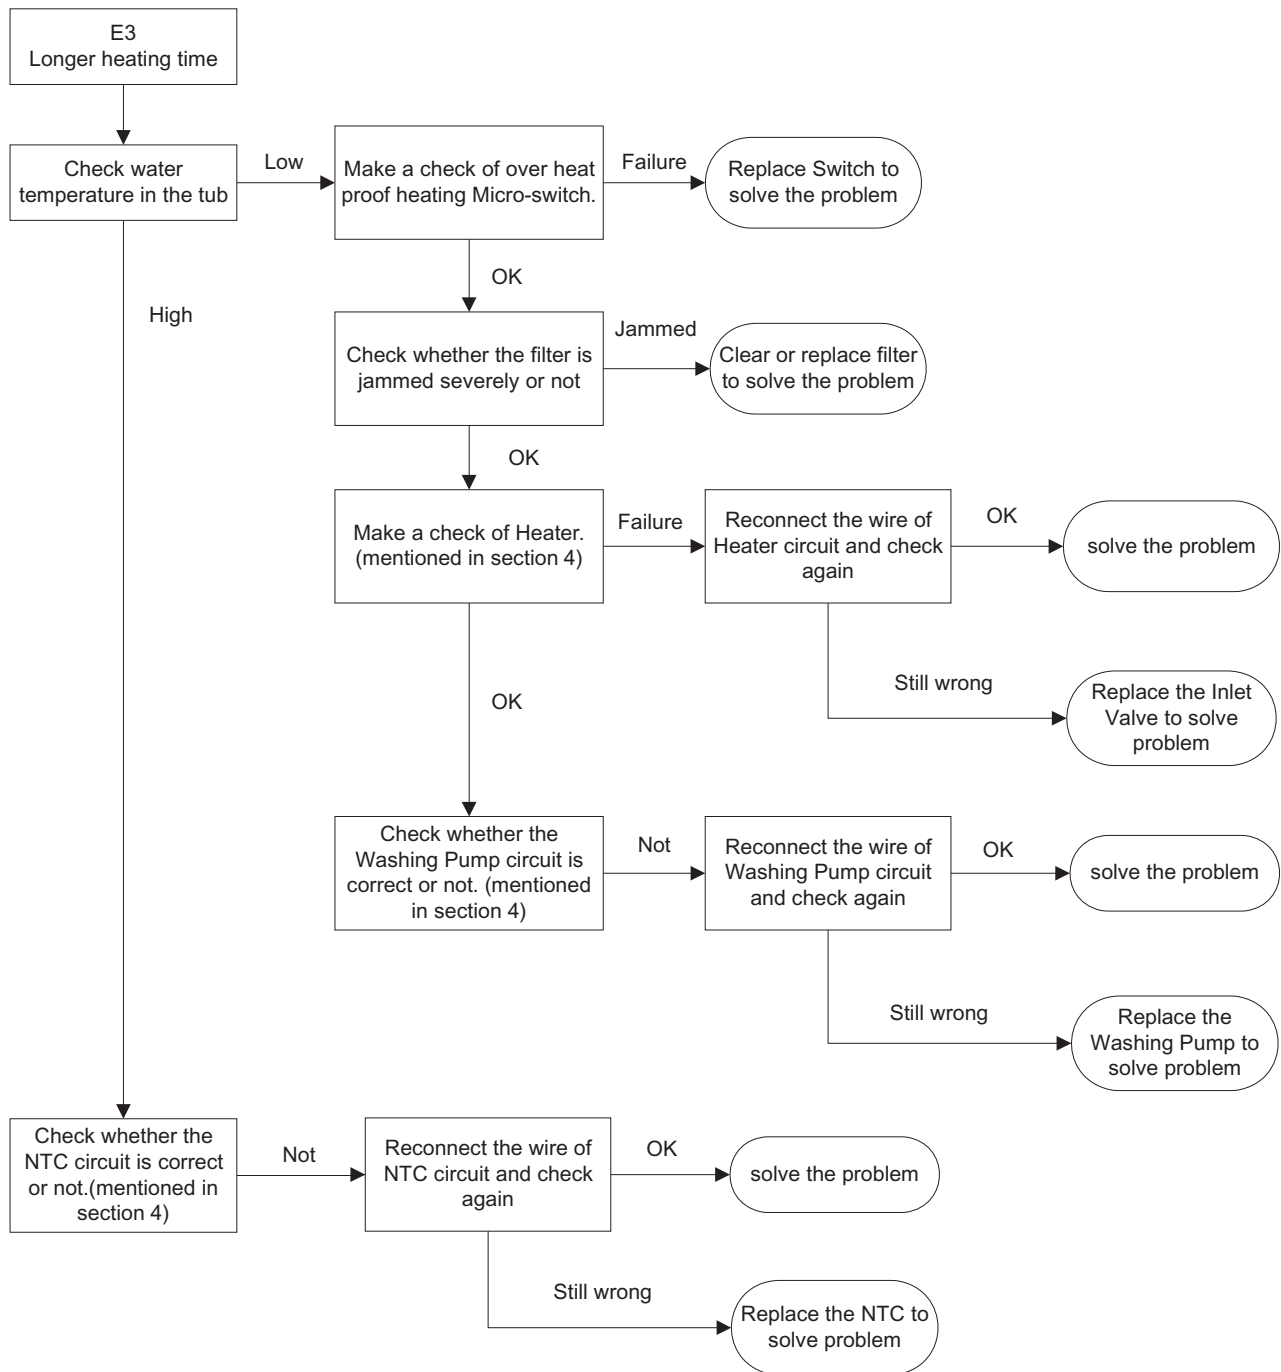 E3
Longer heating time
Check water
temperature in the tub
Low
Make a check of over heat
proof heating Micro-switch.
Failure
Replace Switch to
solve the problem
OK
High
Check whether the filter is
jammed severely or not
Jammed
Clear or replace filter
to solve the problem
OK
Make a check of Heater.
(mentioned in section 4)
Failure
Reconnect the wire of
Heater circuit and check
again
OK
solve the problem
Still wrong
Replace the Inlet
Valve to solve
problem
OK
Check whether the
Washing Pump circuit is
correct or not. (mentioned
in section 4)
Not
Reconnect the wire of
Washing Pump circuit
and check again
OK
solve the problem
Still wrong
Replace the
Washing Pump to
solve problem
Check whether the
NTC circuit is correct
or not.(mentioned in
section 4)
Not
Reconnect the wire of
NTC circuit and check
again
OK
solve the problem
Still wrong
Replace the NTC to
solve problem